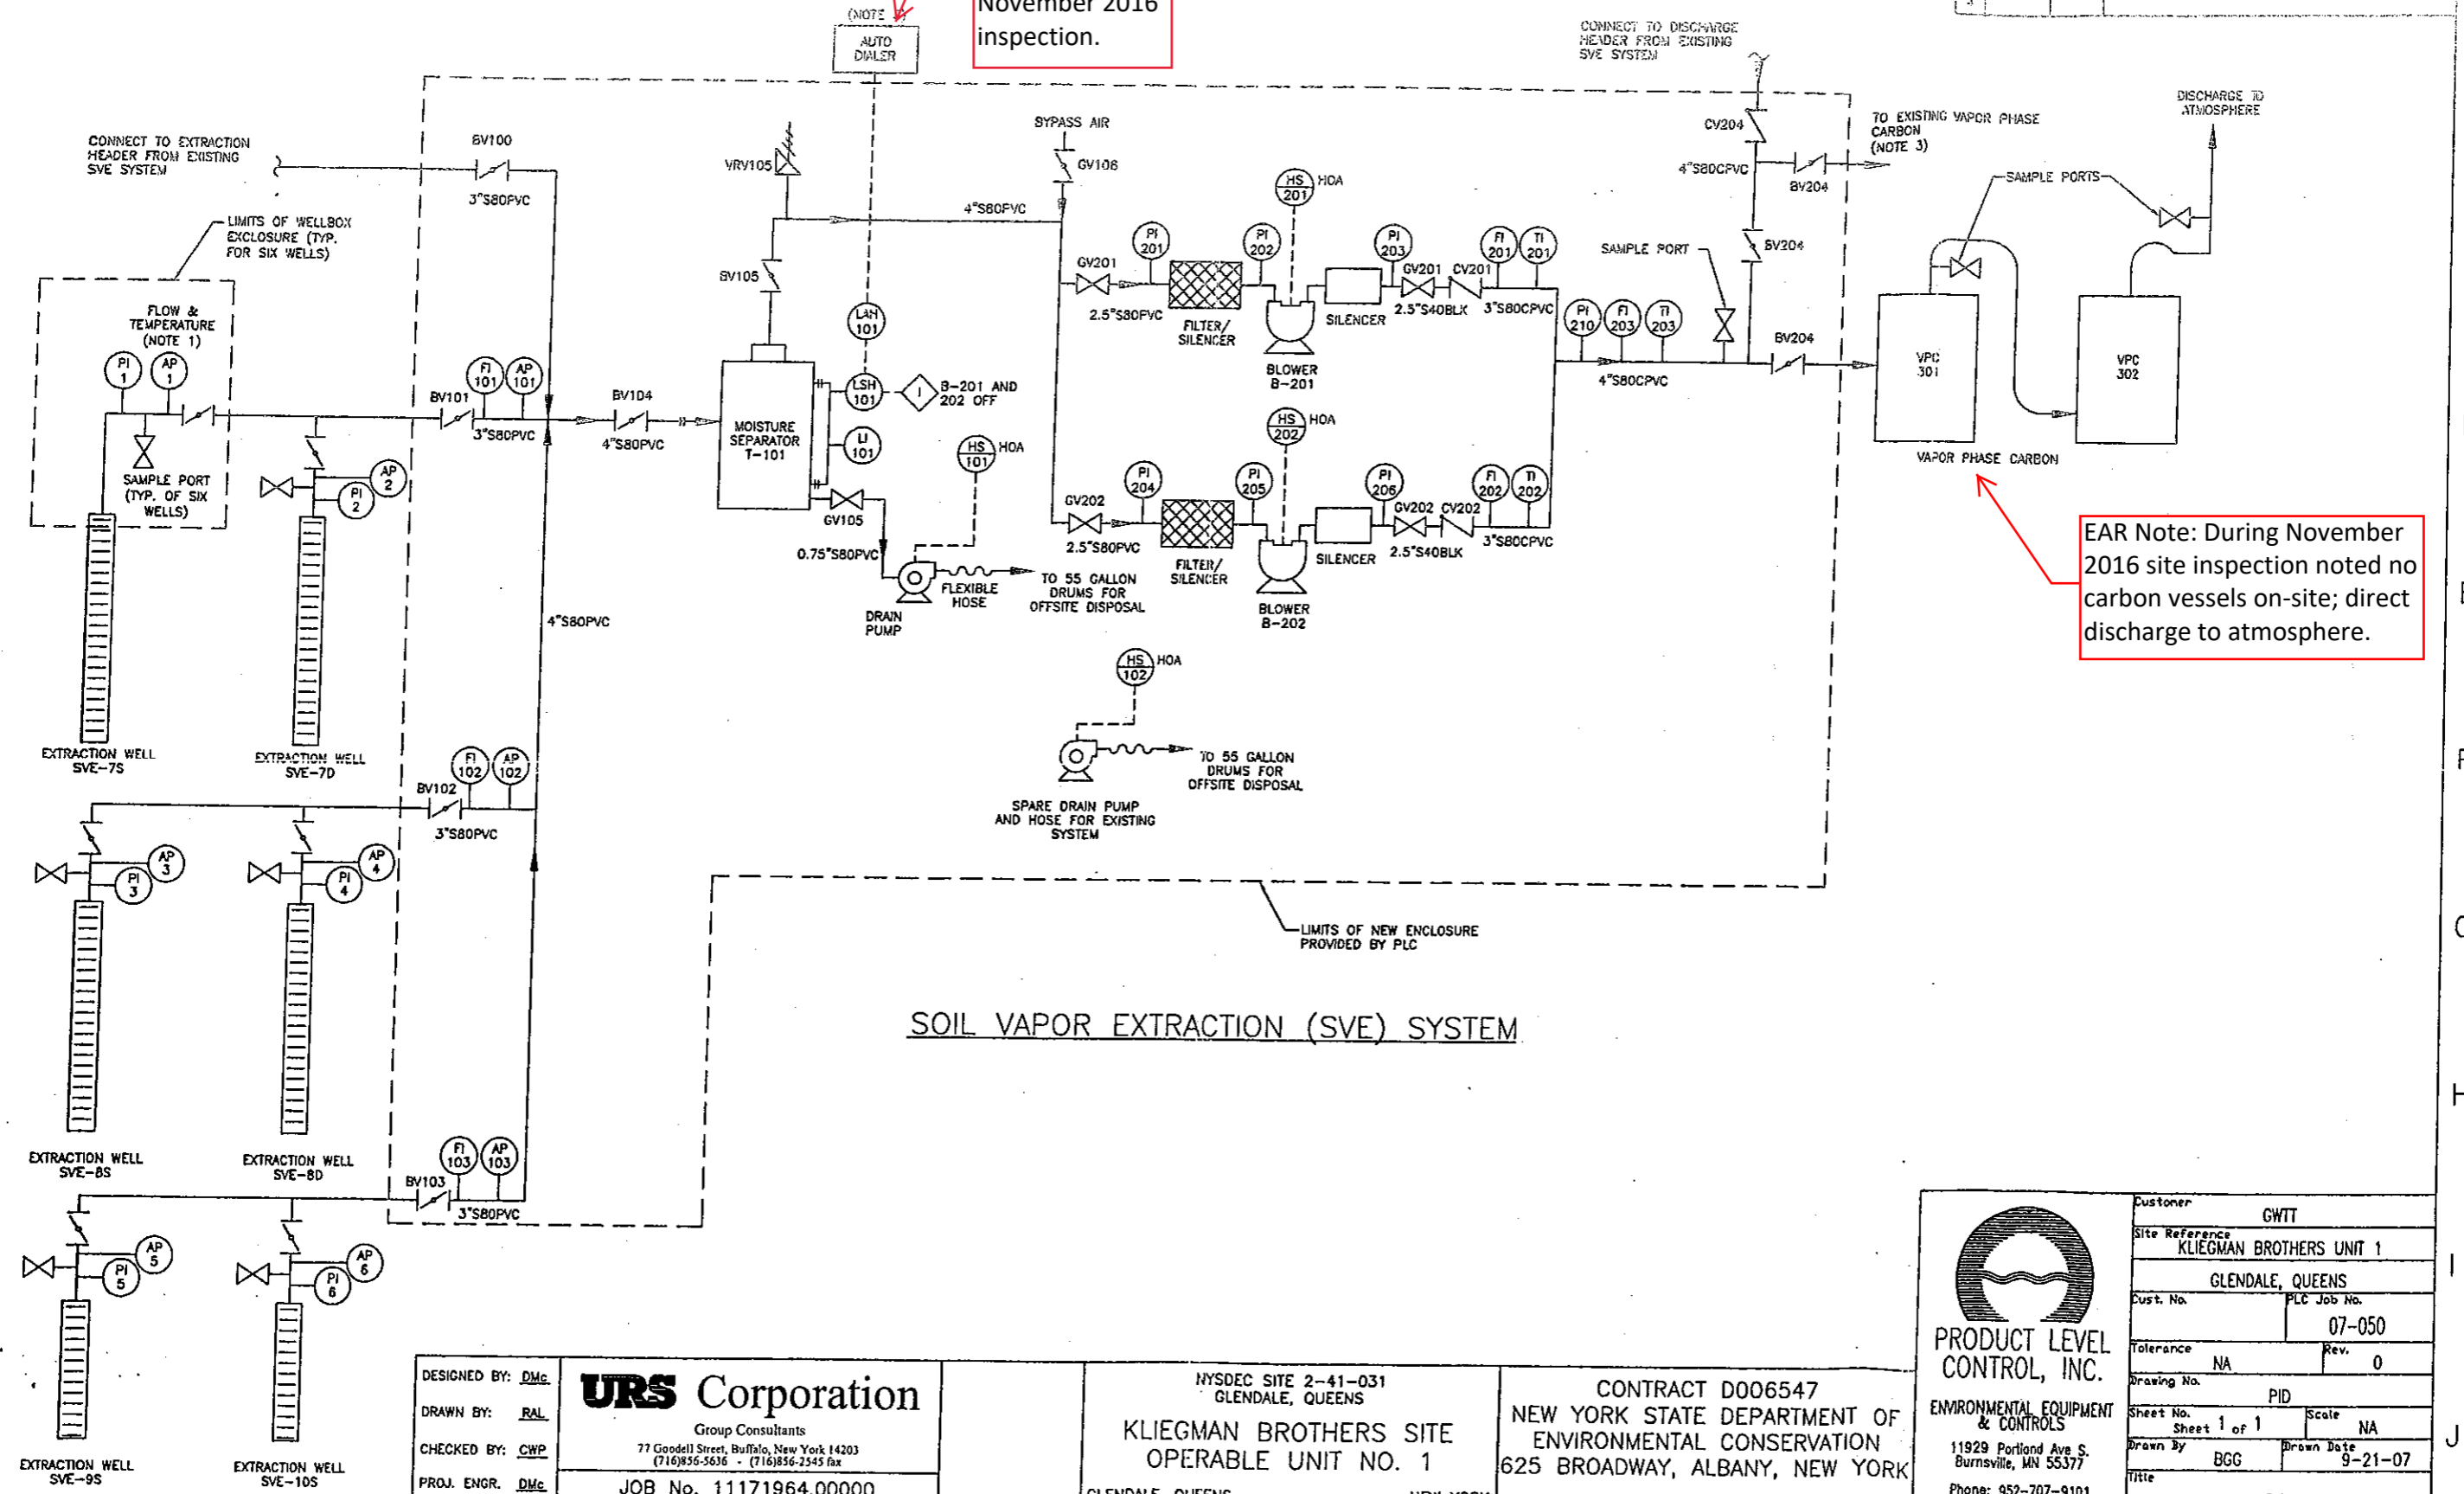 November 2016
inspection.
(NOTE
AUTO
DIALER
CONNECT TO DISCHARGE
HEADER FROM EXISTING
SVE SYSTEM
DISCHARGE TO
ATMOSPHERE
CONNECT TO EXTRACTION
HEADER FROM EXISTING
SVE SYSTEM
BV100
3"S80PVC
VRV105
BYPASS AIR
GV106
CV204
TO EXISTING VAPOR PHASE
CARBON
(NOTE 3)
4"S80CPVC
BV204
SAMPLE PORTS
LIMITS OF WELLBOX
EXCLOSURE (TYP.
FOR SIX WELLS)
4"S80PVC
HS
201
HOA
BV105
GV201
PI
201
PI
202
PI
203
GV201
CV201
FI
201
TI
201
SAMPLE PORT
BV204
2.5"S80PVC
FILTER/
SILENCER
SILENCER
2.5"S40BLK
3"S80CPVC
BLOWER
B-201
FLOW &
TEMPERATURE
(NOTE 1)
PI
1
AP
1
LAH
101
PI
210
FI
203
TI
203
BV204
4"S80CPVC
VPC
301
VPC
302
VAPOR PHASE CARBON
BV101
FI
101
AP
101
3"S80PVC
BV104
4"S80PVC
MOISTURE
SEPARATOR
T-101
LSH
101
I
B-201 AND
202 OFF
LI
101
HS
101
HOA
HS
202
HOA
SAMPLE PORT
(TYP. OF SIX
WELLS)
AP
2
PI
2
GV105
0.75"S80PVC
DRAIN
PUMP
FLEXIBLE
HOSE
TO 55 GALLON
DRUMS FOR
OFFSITE DISPOSAL
GV202
PI
204
PI
205
PI
206
GV202
CV202
FI
202
TI
202
2.5"S80PVC
FILTER/
SILENCER
SILENCER
2.5"S40BLK
3"S80CPVC
BLOWER
B-202
EAR Note: During November
2016 site inspection noted no
carbon vessels on-site; direct
discharge to atmosphere.
4"S80PVC
HS
102
HOA
TO 55 GALLON
DRUMS FOR
OFFSITE DISPOSAL
SPARE DRAIN PUMP
AND HOSE FOR EXISTING
SYSTEM
EXTRACTION WELL
SVE-7S
EXTRACTION WELL
SVE-7D
BV102
FI
102
AP
102
3"S80PVC
AP
3
PI
3
AP
4
PI
4
LIMITS OF NEW ENCLOSURE
PROVIDED BY PLC
SOIL VAPOR EXTRACTION (SVE) SYSTEM
EXTRACTION WELL
SVE-8S
EXTRACTION WELL
SVE-8D
BV103
FI
103
AP
103
3"S80PVC
AP
5
PI
5
AP
6
PI
6
EXTRACTION WELL
SVE-9S
EXTRACTION WELL
SVE-10S
H
I
J
DESIGNED BY: DMc
DRAWN BY: RAL
CHECKED BY: CWP
PROJ. ENGR. DMc
URS Corporation
Group Consultants
77 Goodell Street, Buffalo, New York 14203
(716)856-5636 - (716)856-2545 fax
JOB No. 11171964.00000
NYSDEC SITE 2-41-031
GLENDALE, QUEENS
KLIEGMAN BROTHERS SITE
OPERABLE UNIT NO. 1
GLENDALE, QUEENS NEW YORK
CONTRACT D006547
NEW YORK STATE DEPARTMENT OF
ENVIRONMENTAL CONSERVATION
625 BROADWAY, ALBANY, NEW YORK
PRODUCT LEVEL
CONTROL, INC.
ENVIRONMENTAL EQUIPMENT
& CONTROLS
11929 Portland Ave S.
Burnsville, MN 55377
Phone: 952-707-9101
Customer
GWTT
Site Reference
KLIEGMAN BROTHERS UNIT 1
GLENDALE, QUEENS
Cust. No.
PLC Job No.
07-050
Tolerance
NA
Rev.
0
Drawing No.
PID
Sheet No.
Sheet 1 of 1
Scale
NA
Drawn By
BGG
Drawn Date
9-21-07
Title